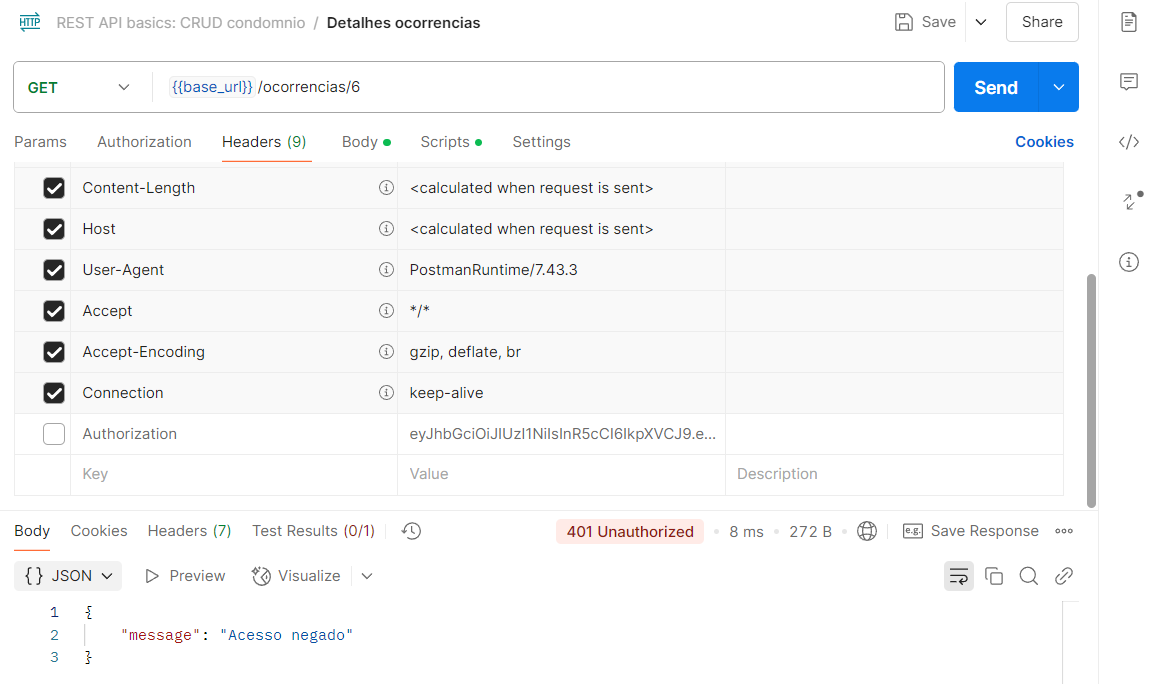 HTTP REST API basics: CRUD condomnio / Detalhes ocorrencias Save Share
GET {{base_url}} /ocorrencias/6 Send
Params Authorization Headers (9) Body Scripts Settings Cookies
Content-Length <calculated when request is sent>
Host <calculated when request is sent>
User-Agent PostmanRuntime/7.43.3
Accept */*
Accept-Encoding gzip, deflate, br
Connection keep-alive
Authorization eyJhbGciOiJIUzI1NiIsInR5cCI6IkpXVCJ9.e...
Key Value Description
Body Cookies Headers (7) Test Results (0/1) 401 Unauthorized 8 ms 272 B e.g. Save Response
{} JSON Preview Visualize
1 {
2 "message": "Acesso negado"
3 }